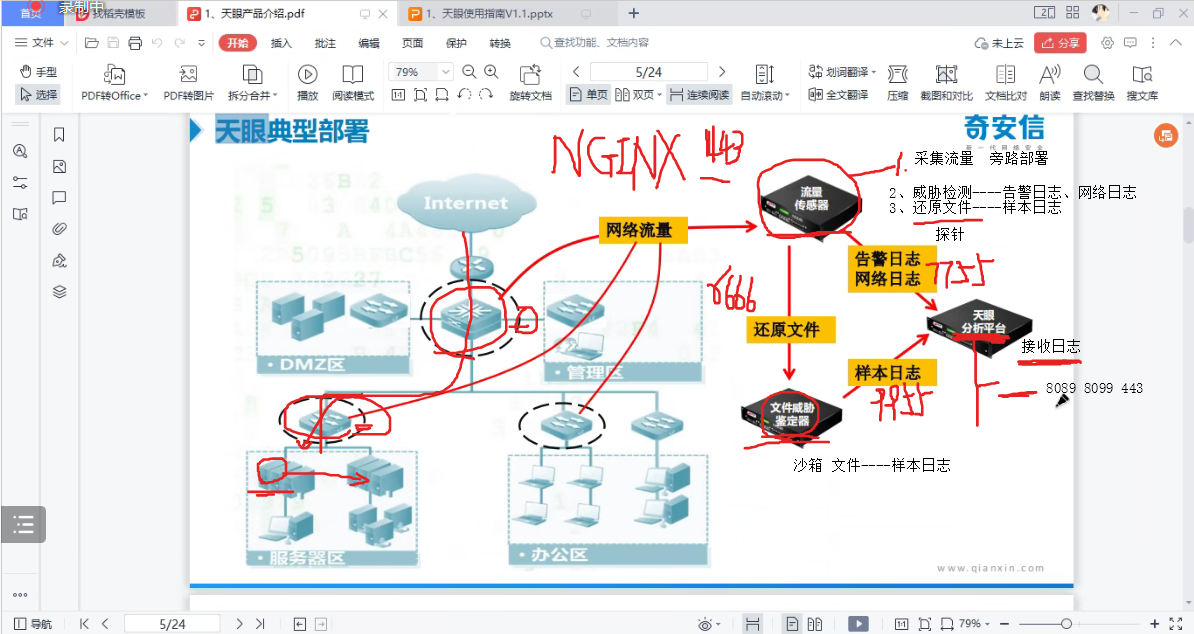 首页
录制中
找稻壳模板
1、天眼产品介绍.pdf
1、天眼使用指南V1.1.pptx
文件
开始
插入
批注
编辑
页面
保护
转换
查找功能、文档内容
未上云
分享
手型
选择
PDF转Office
PDF转图片
拆分合并
播放
阅读模式
79%
旋转文档
5/24
单页
双页
连续阅读
自动滚动
划词翻译
全文翻译
压缩
截图和对比
文档比对
朗读
查找替换
搜文库
天眼典型部署
奇安信
新一代网络安全
NGINX 443
1.
采集流量 旁路部署
2、威胁检测----告警日志、网络日志
3、还原文件----样本日志
探针
Internet
网络流量
流量
传感器
告警日志
网络日志
7755
6666
还原文件
天眼
分析平台
接收日志
8089 8099 443
样本日志
7955
文件威胁
鉴定器
沙箱 文件----样本日志
· DMZ区
· 管理区
· 服务器区
· 办公区
www.qianxin.com
导航
5/24
79%